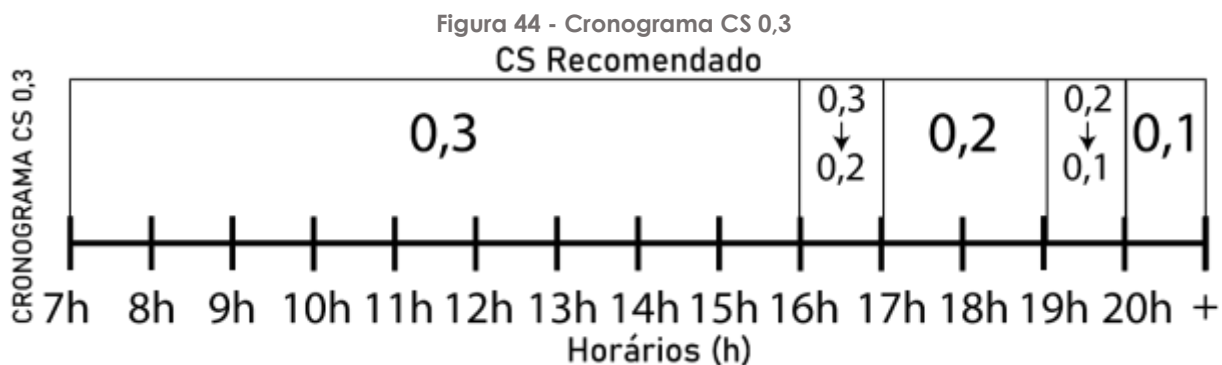 Figura 44 - Cronograma CS 0,3
CS Recomendado
CRONOGRAMA CS 0,3
0,3
0,3
↓
0,2
0,2
0,2
↓
0,1
0,1
7h 8h 9h 10h 11h 12h 13h 14h 15h 16h 17h 18h 19h 20h +
Horários (h)